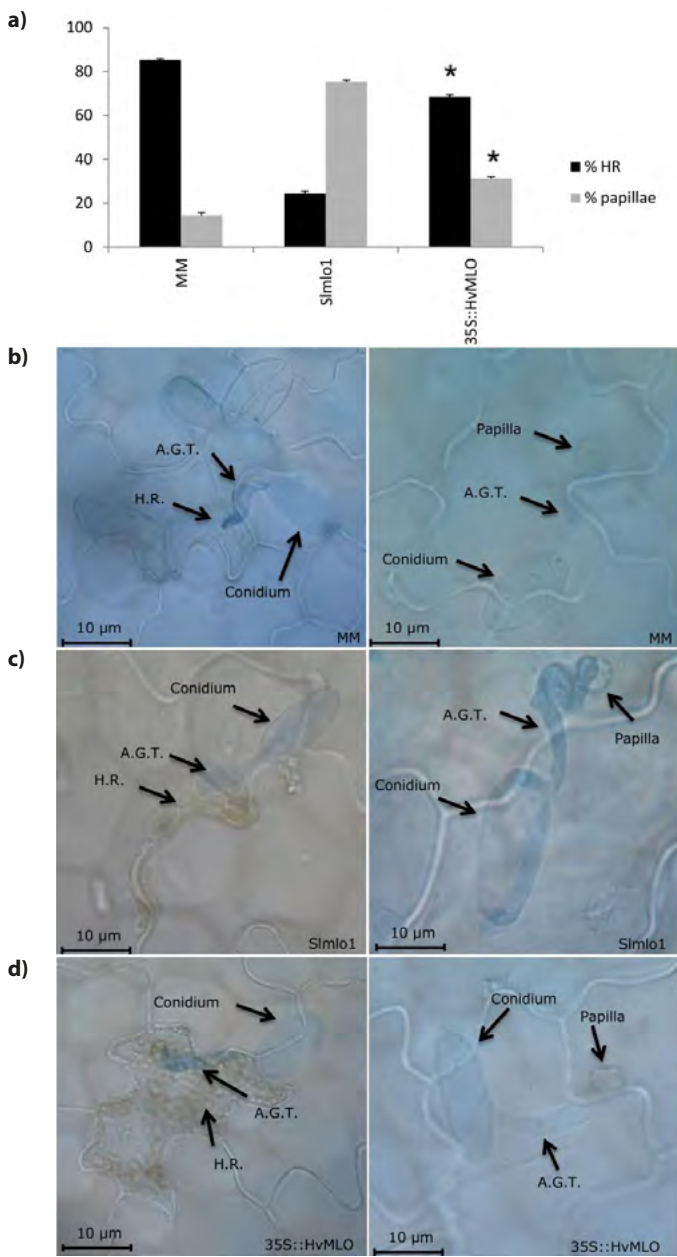 a)
100
80
60
40
20
0
*
*
% HR
% papillae
MM
Slmlo1
35S::HvMLO
b)
A.G.T.
H.R.
Conidium
10 µm
MM
Papilla
A.G.T.
Conidium
10 µm
MM
c)
Conidium
A.G.T.
H.R.
10 µm
Slmlo1
A.G.T.
Papilla
Conidium
10 µm
Slmlo1
d)
Conidium
A.G.T.
H.R.
10 µm
35S::HvMLO
Conidium
Papilla
A.G.T.
10 µm
35S::HvMLO